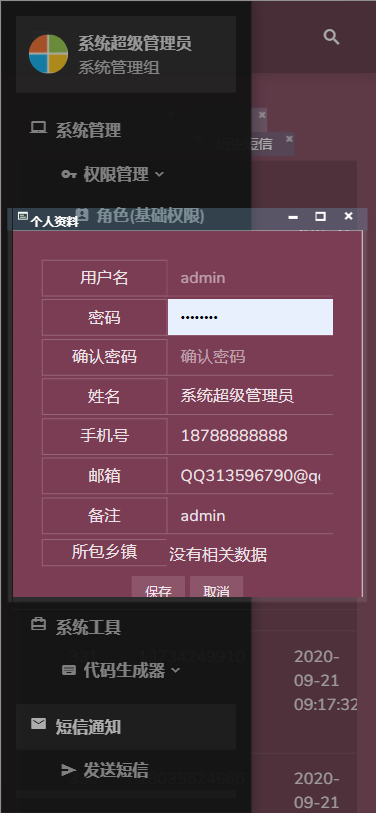 系统超级管理员
系统管理组
系统管理
权限管理
短信
角色(基础权限)
个人资料
用户名 admin
密码 ••••••••
确认密码 确认密码
姓名 系统超级管理员
手机号 18788888888
邮箱 QQ313596790@q
备注 admin
所包乡镇 没有相关数据
保存 取消
系统工具
代码生成器
2020-
09-21
09:17:32
短信通知
发送短信
2020-
09-21